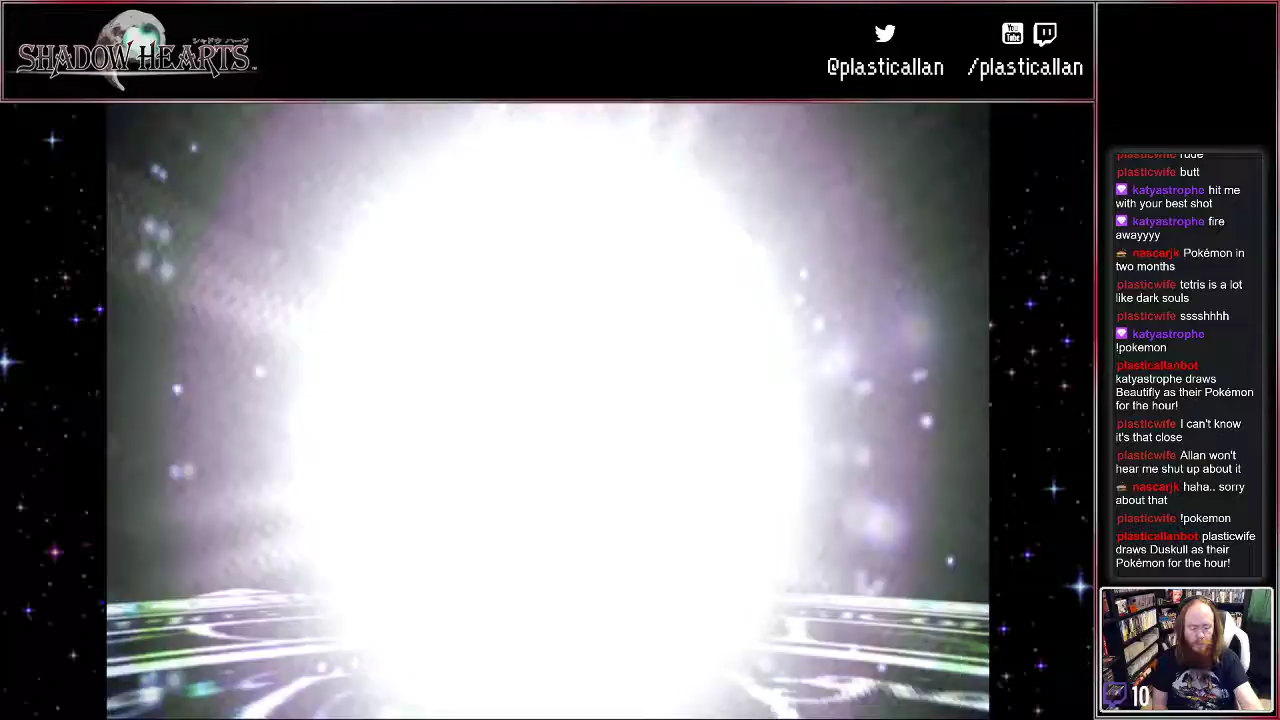 シャドウ ハーツ
SHADOW HEARTS
@plasticallan
You Tube
/plasticallan
plasticwife rude
plasticwife butt
katyastrophe hit me
with your best shot
katyastrophe fire
awayyyy
nascarjk Pokémon in
two months
plasticwife tetris is a lot
like dark souls
plasticwife sssshhhh
katyastrophe
!pokemon
plasticallanbot
katyastrophe draws
Beautifly as their Pokémon
for the hour!
plasticwife I can't know
it's that close
plasticwife Allan won't
hear me shut up about it
nascarjk haha.. sorry
about that
plasticwife !pokemon
plasticallanbot plasticwife
draws Duskull as their
Pokémon for the hour!
10